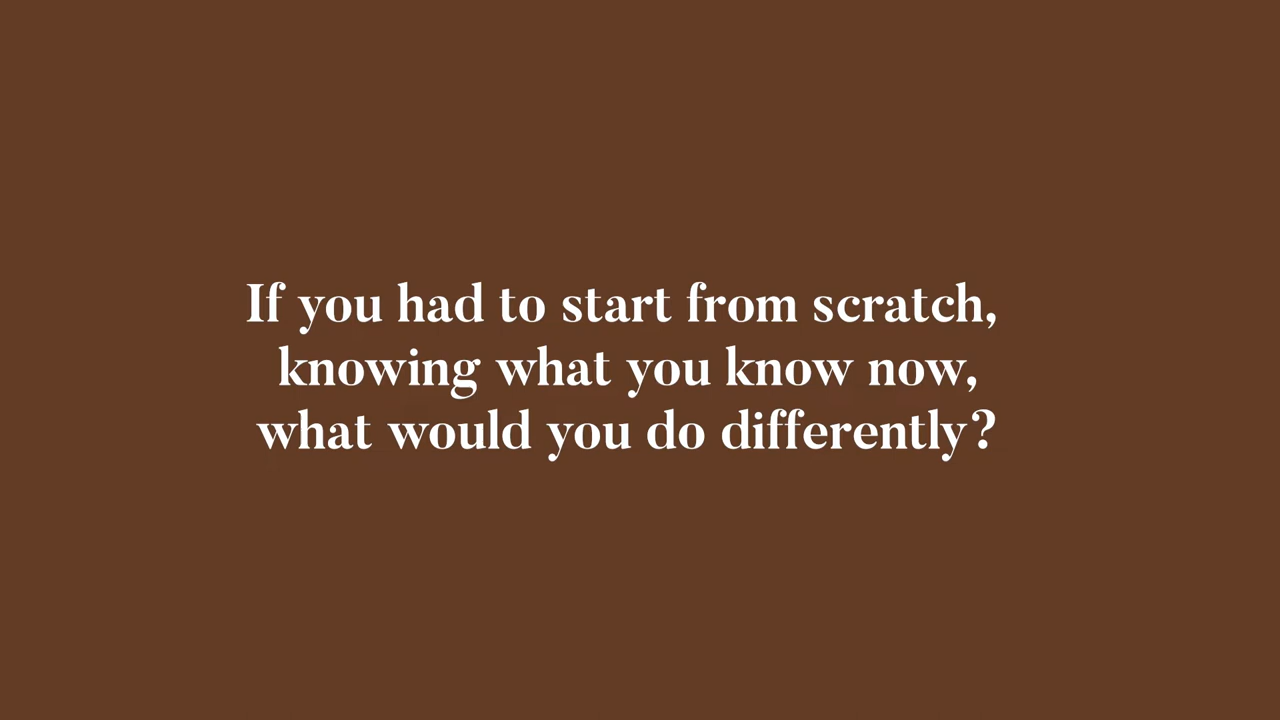 If you had to start from scratch,
knowing what you know now,
what would you do differently?